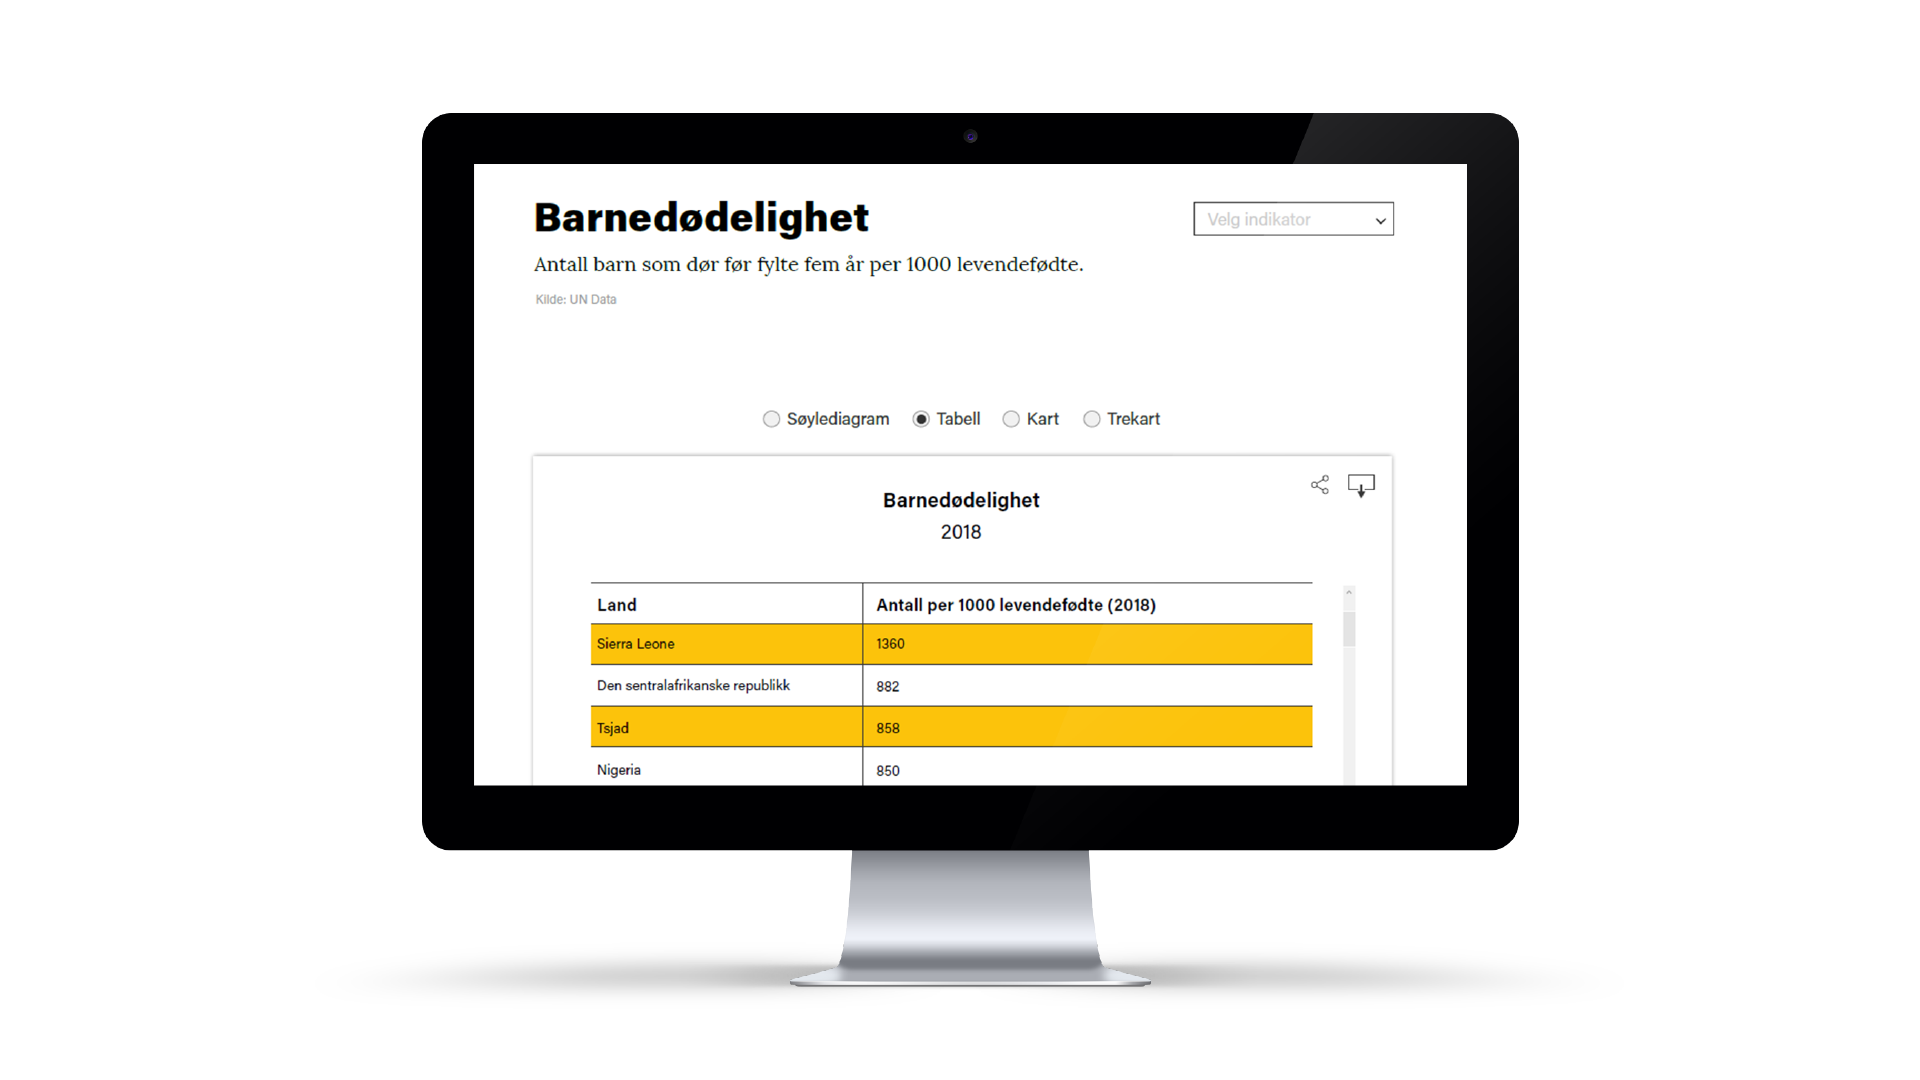 Barnedødelighet
Velg indikator
Antall barn som dør før fylte fem år per 1000 levendefødte.
Kilde: UN Data
Søylediagram Tabell Kart Trekart
Barnedødelighet
2018
Land Antall per 1000 levendefødte (2018)
Sierra Leone 1360
Den sentralafrikanske republikk 882
Tsjad 858
Nigeria 850